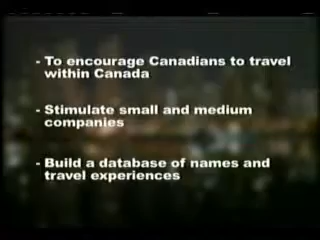 - To encourage Canadians to travel
within Canada
- Stimulate small and medium
companies
- Build a database of names and
travel experiences